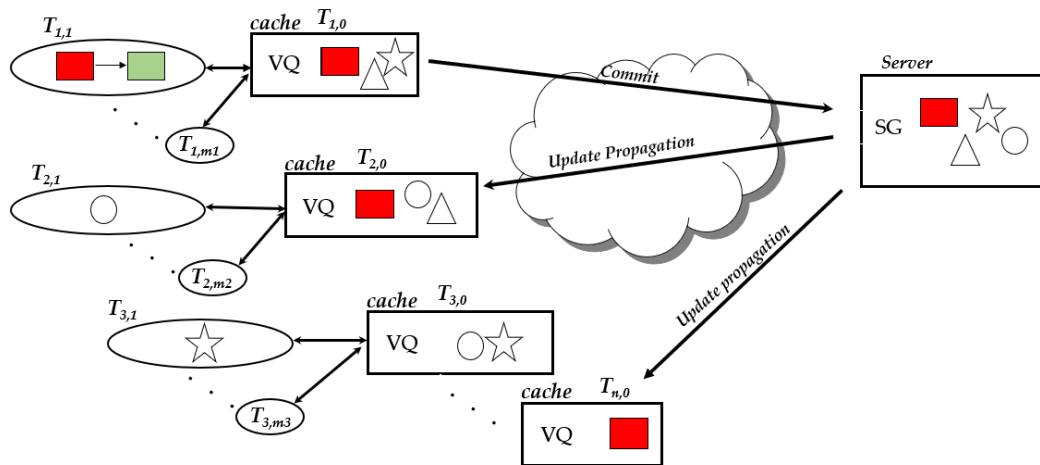 T1,1
cache T1,0
VQ
T1,m1
Commit
Server
SG
Update Propagation
T2,1
cache T2,0
VQ
T2,m2
Update propagation
T3,1
cache T3,0
VQ
T3,m3
cache Tn,0
VQ